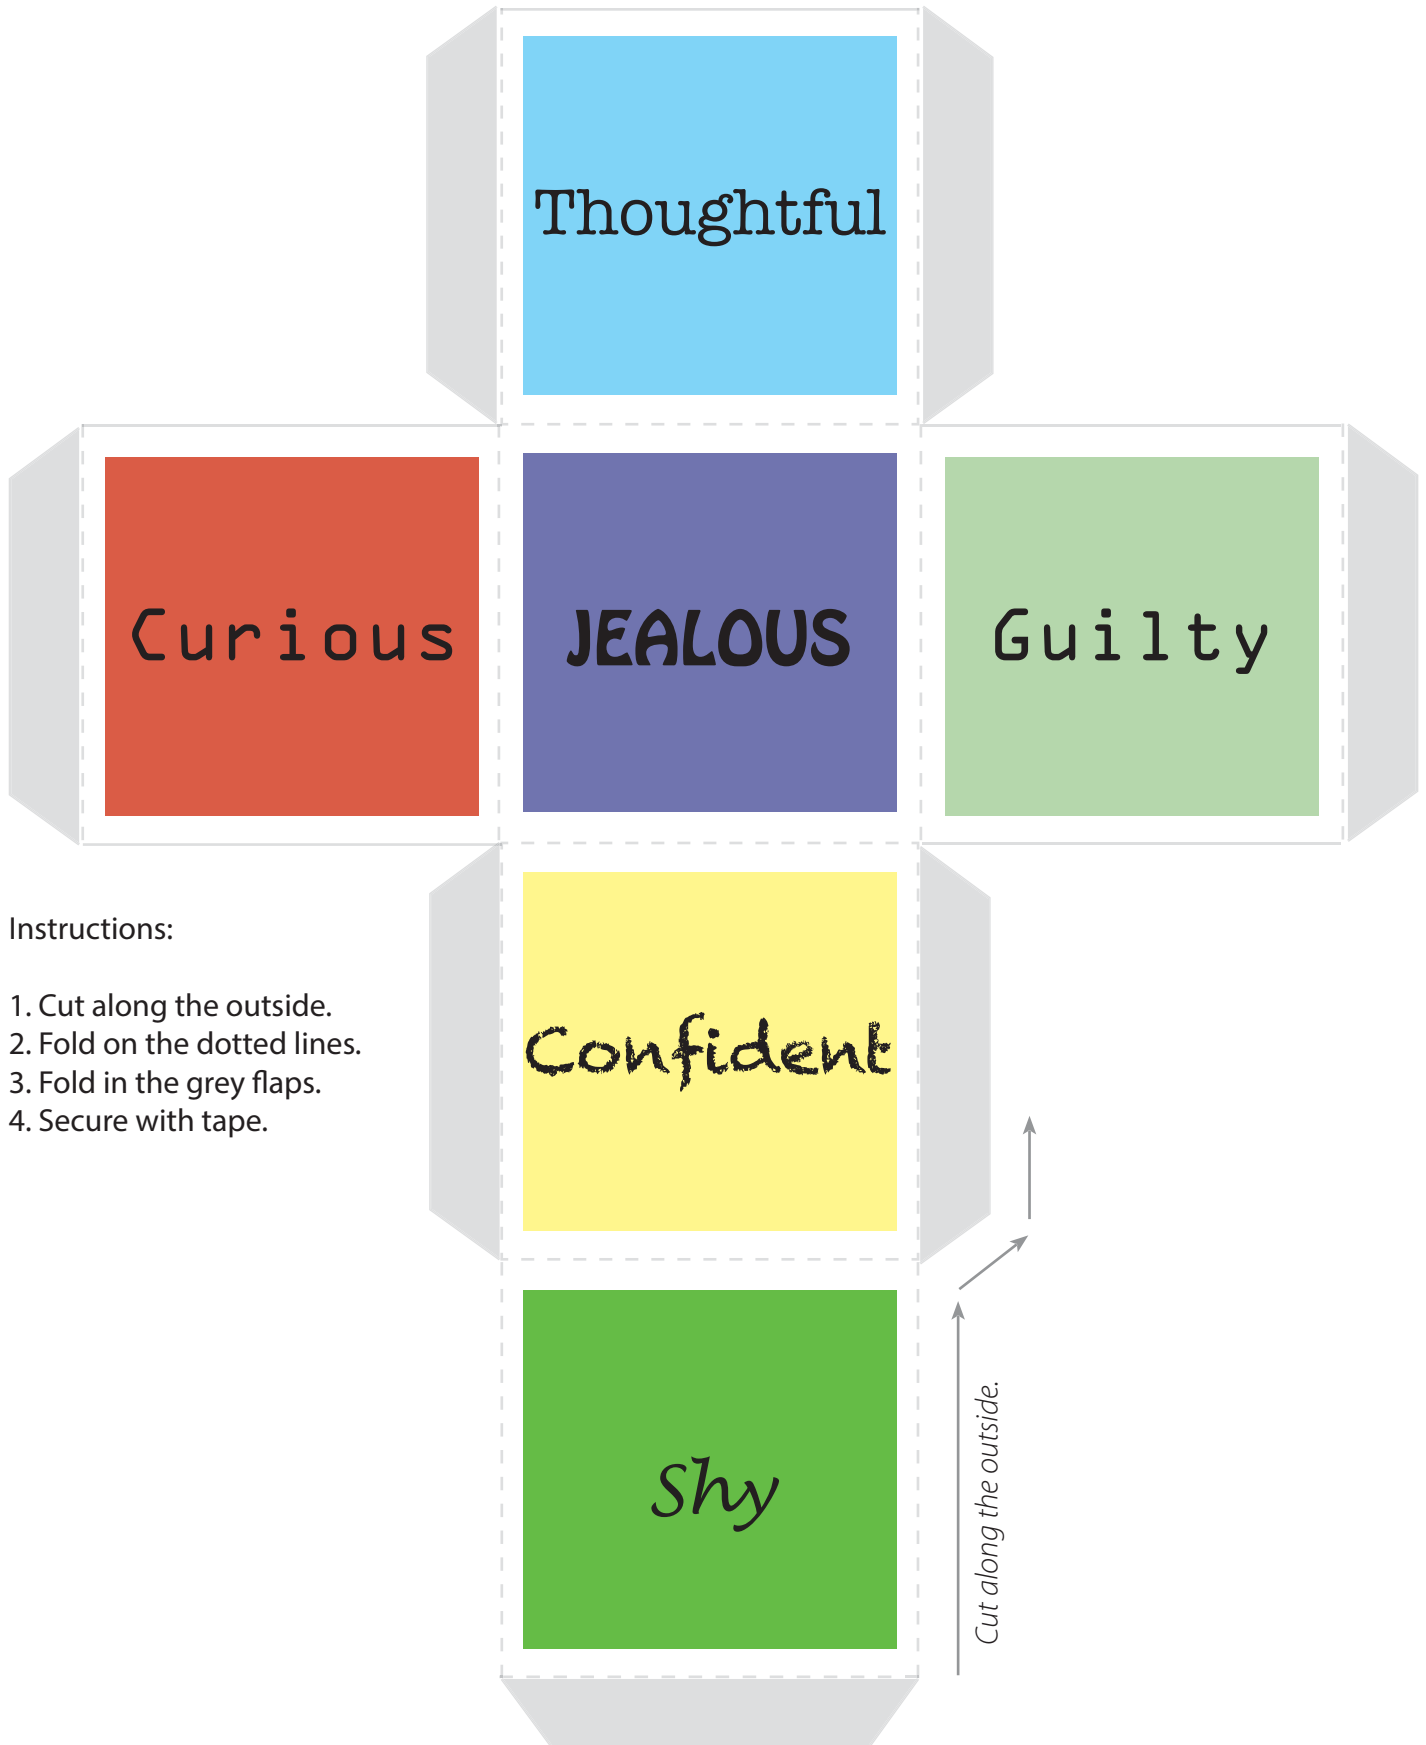 Thoughtful
Curious
JEALOUS
Guilty
Instructions:
1. Cut along the outside.
2. Fold on the dotted lines.
3. Fold in the grey flaps.
4. Secure with tape.
Confident
Shy
Cut along the outside.